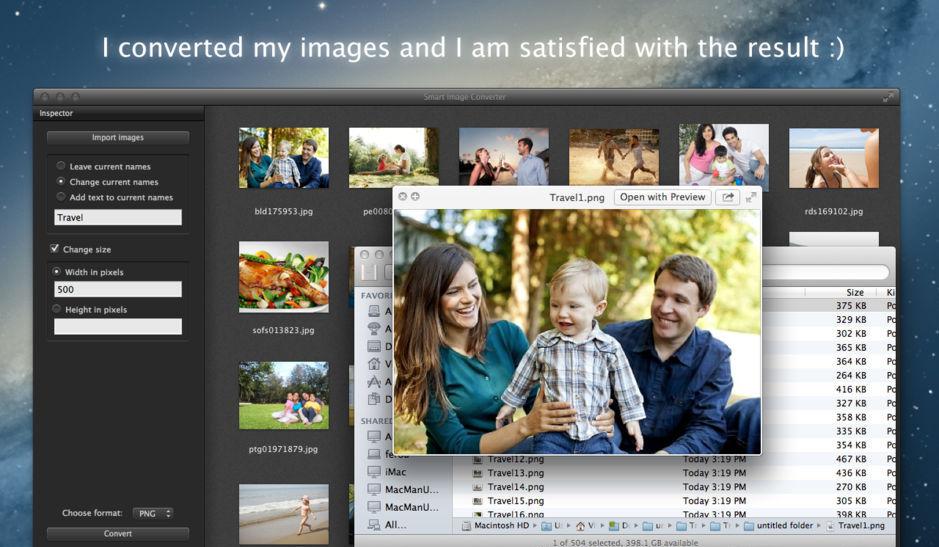 I converted my images and I am satisfied with the result :)
Smart Image Converter
Inspector
Import images
Leave current names
Change current names
Add text to current names
Travel
Change size
Width in pixels
500
Height in pixels
Choose format: PNG
Convert
bld175953.jpg
rds169102.jpg
sofs013823.jpg
ptg01971879.jpg
Travel1.png
Open with Preview
SHARED
iMac
MacManU...
MacManU...
All...
Size
375 KB
329 KB
302 KB
365 KB
364 KB
264 KB
416 KB
327 KB
358 KB
335 KB
354 KB
Travel12.png Today 3:19 PM 467 KB
Travel13.png Today 3:19 PM 436 KB
Travel14.png Today 3:19 PM 270 KB
Travel15.png Today 3:19 PM 305 KB
Travel16.png Today 3:19 PM 398 KB
Macintosh HD untitled folder Travel1.png
1 of 504 selected, 398.1 GB available